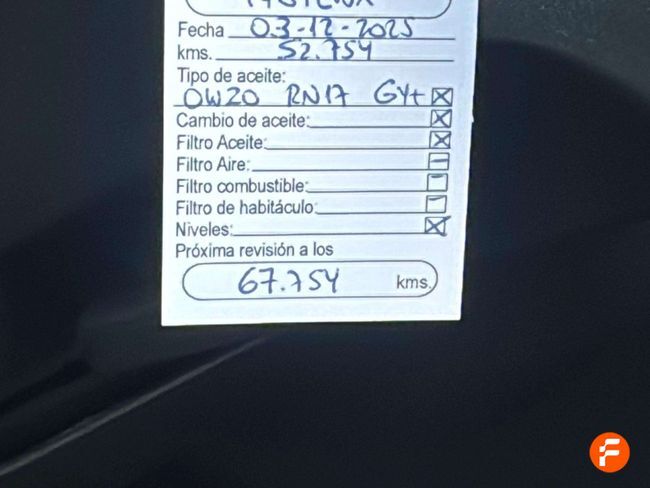 Fecha 03-12-2025
kms. 52.754
Tipo de aceite:
0W20 RN17 GY+
Cambio de aceite:
Filtro Aceite:
Filtro Aire:
Filtro combustible:
Filtro de habitáculo:
Niveles:
Próxima revisión a los
67.754 kms.